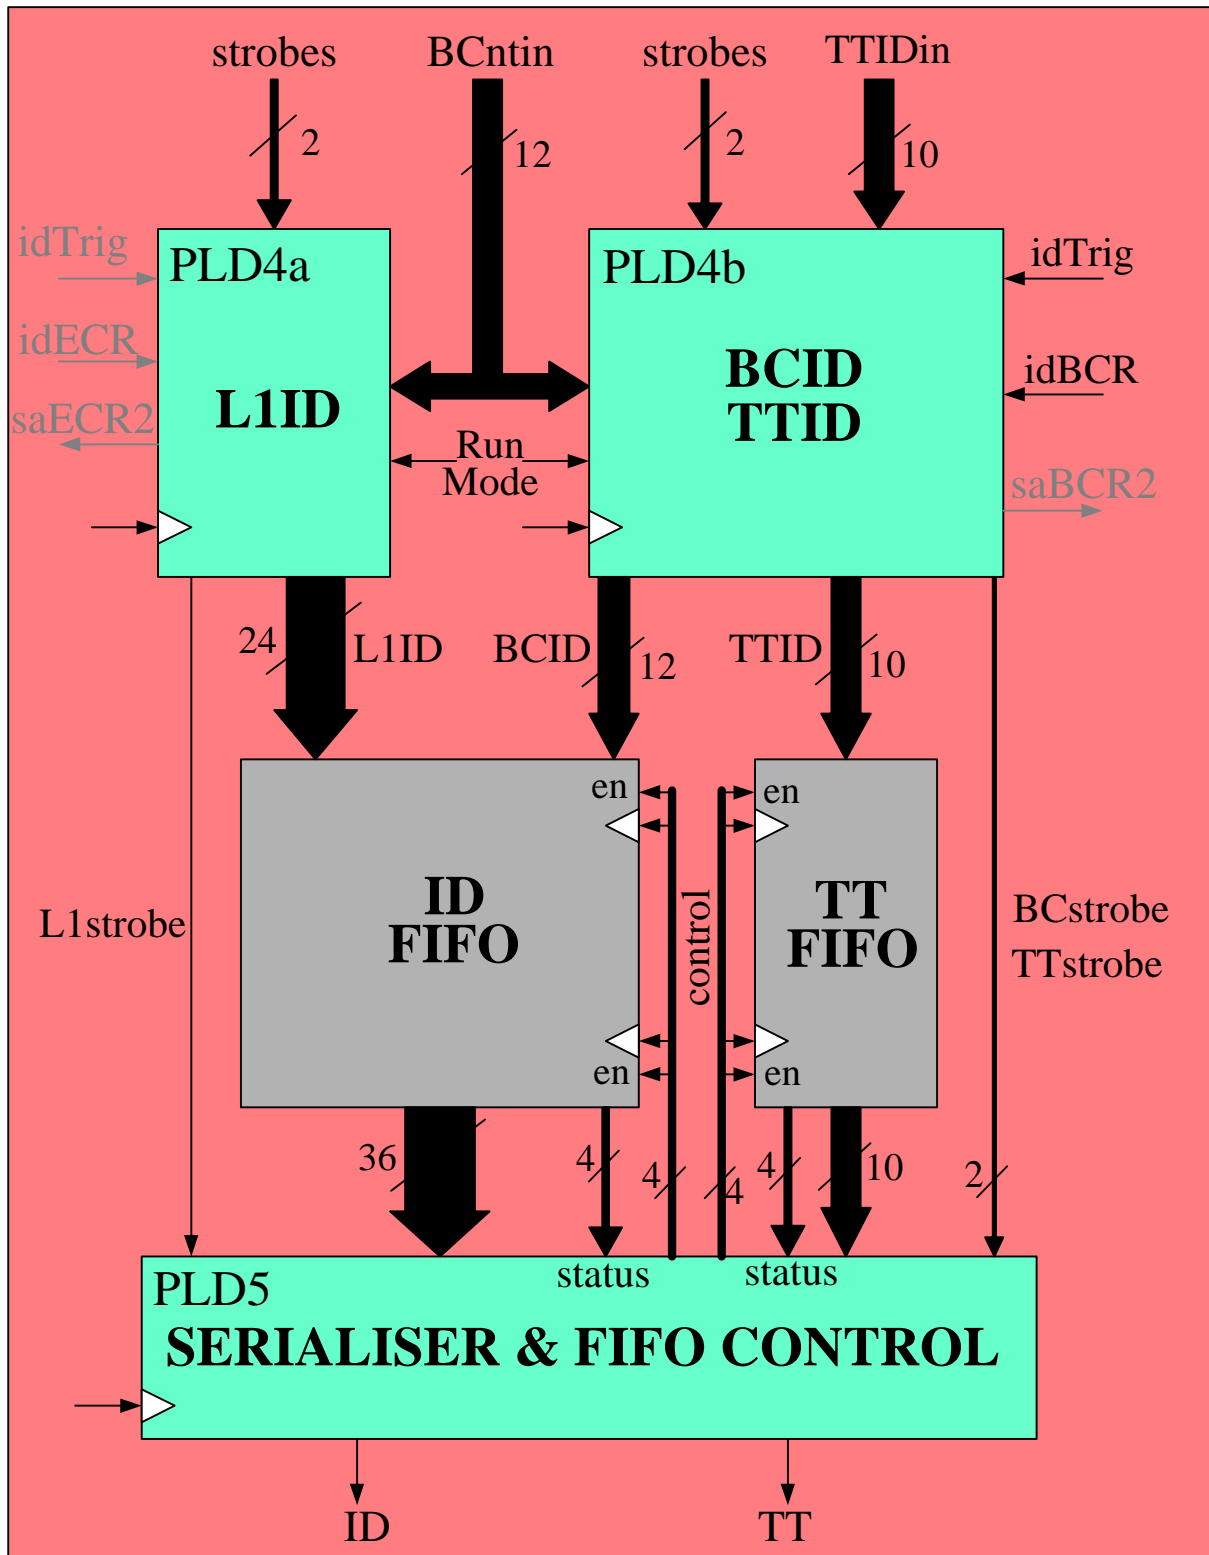 strobes
BCntin
strobes
TTIDin
2
12
2
10
idTrig
PLD4a
PLD4b
idTrig
idECR
L1ID
BCID
TTID
idBCR
saECR2
Run
Mode
saBCR2
24
L1ID
BCID
12
TTID
10
en
en
ID
FIFO
control
TT
FIFO
L1strobe
BCstrobe
TTstrobe
en
en
36
4
4
4
4
10
2
status
status
PLD5
SERIALISER & FIFO CONTROL
ID
TT